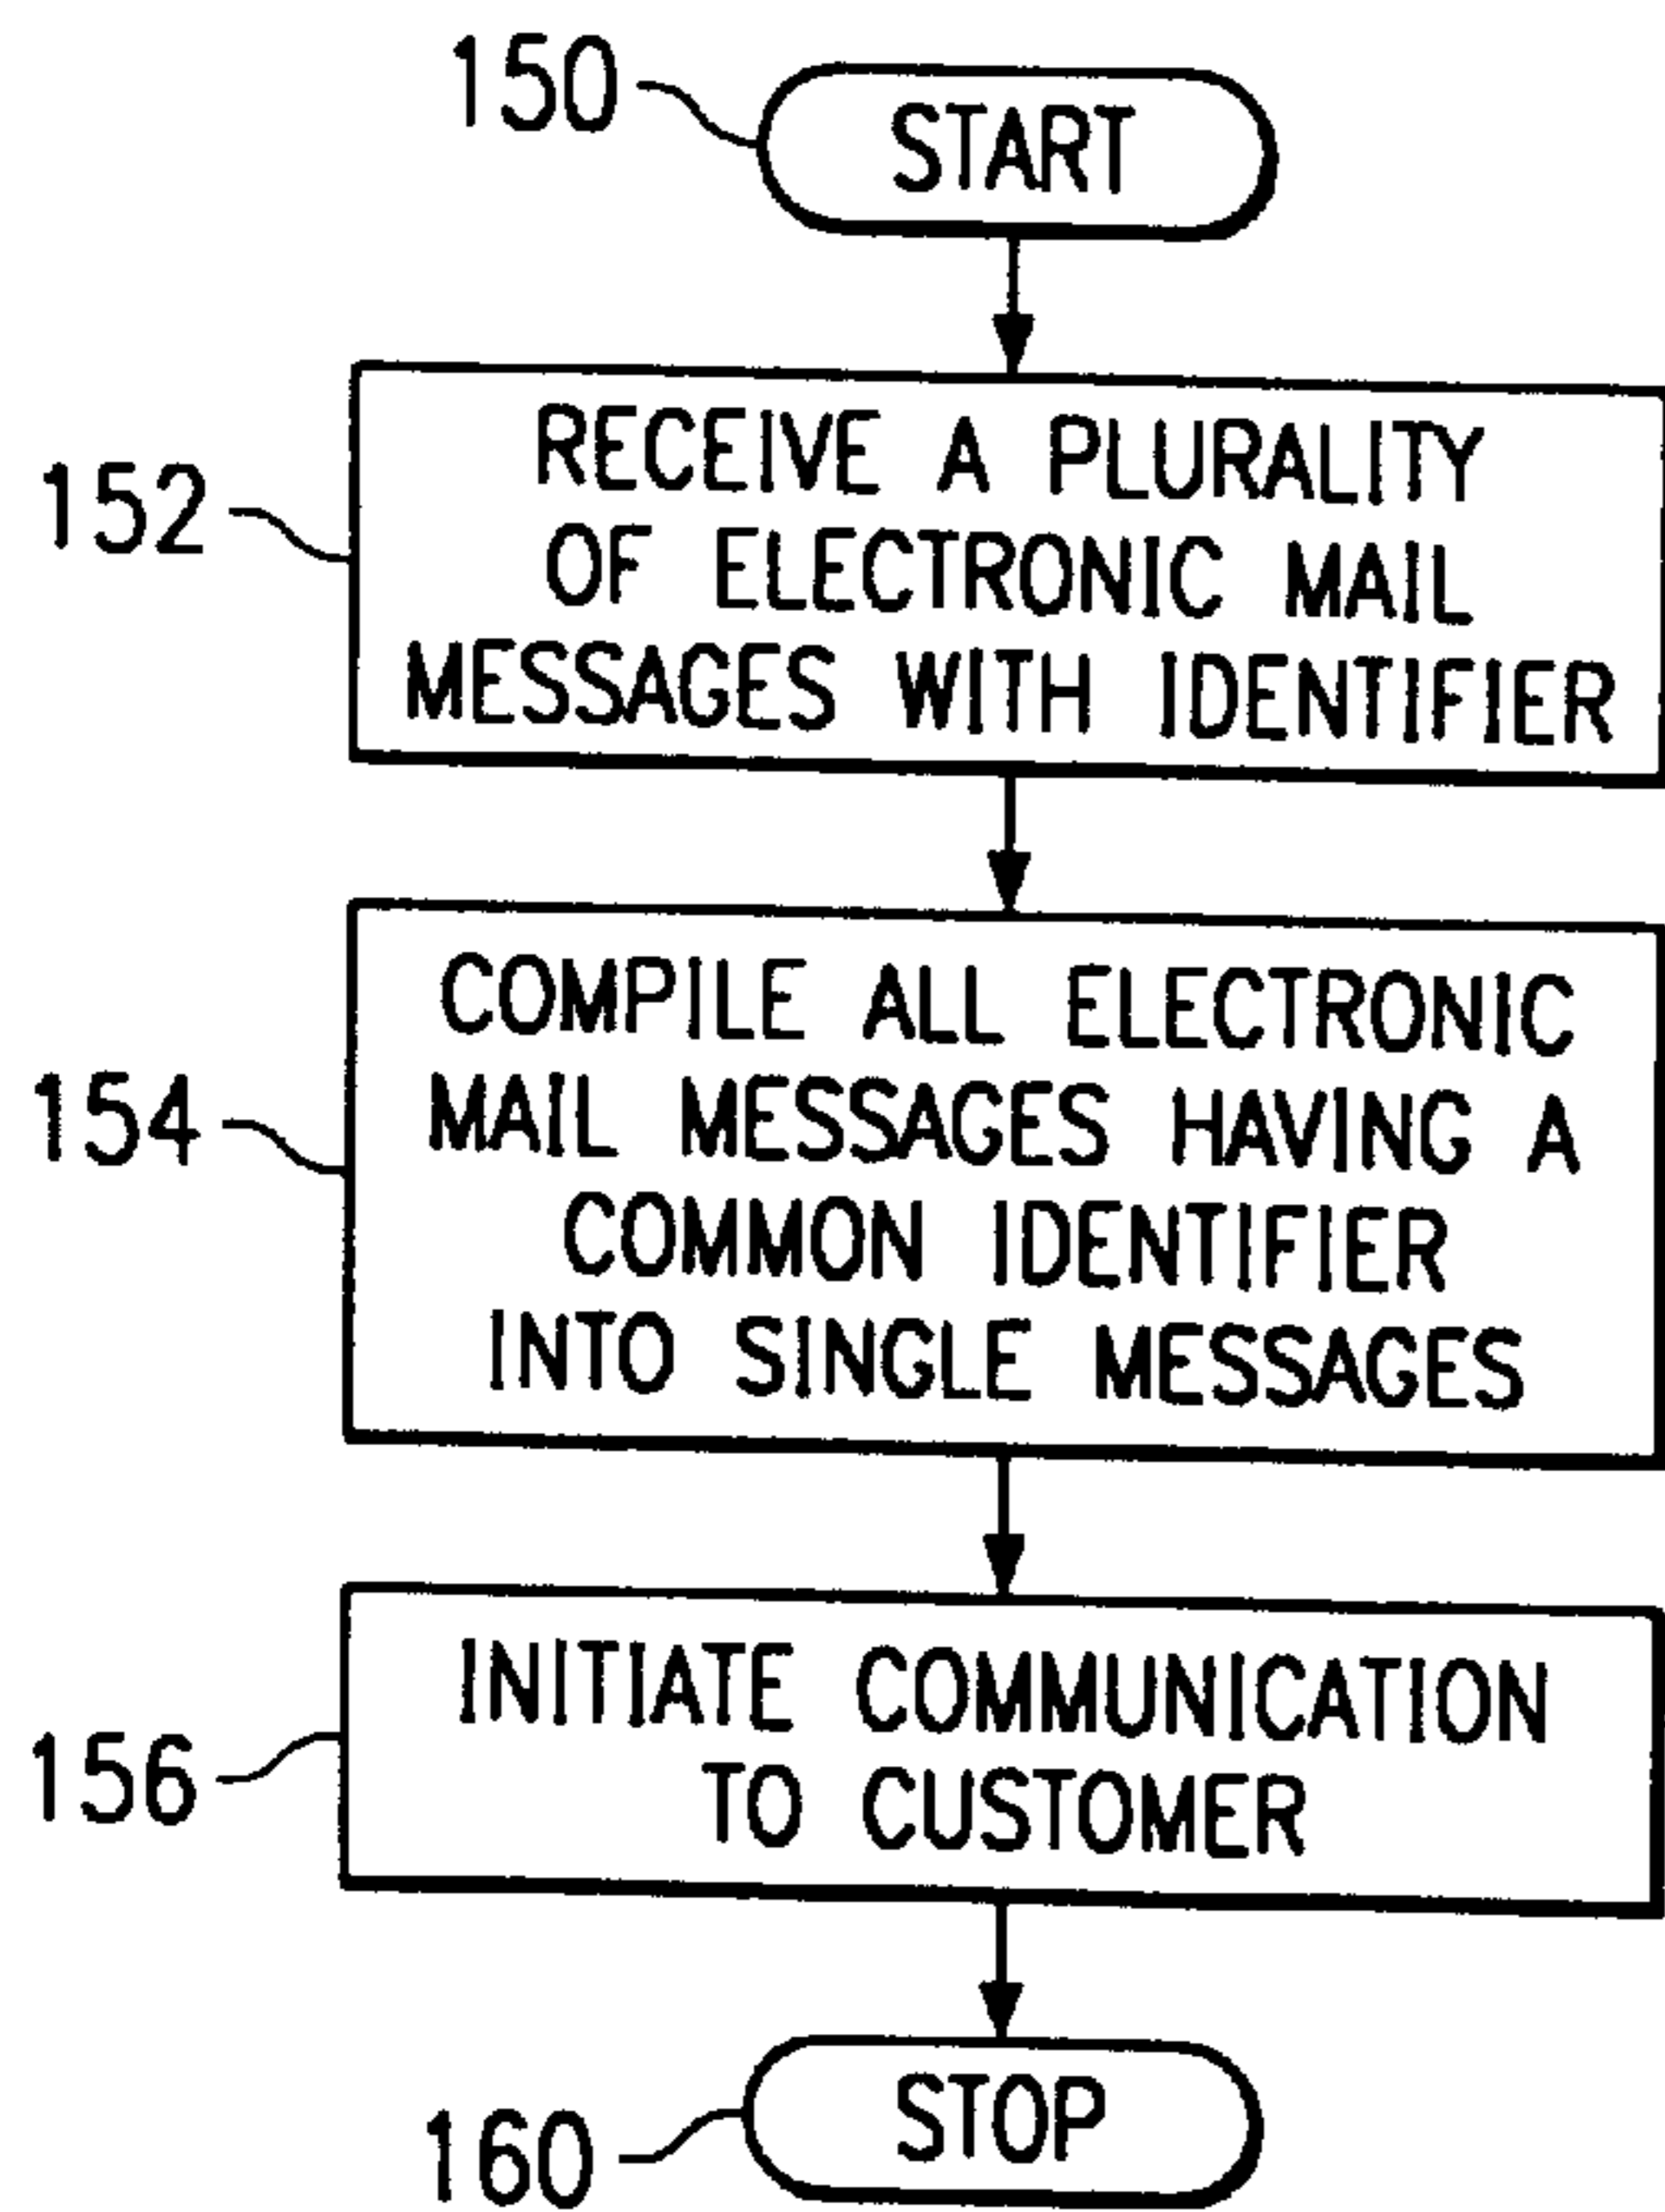 150
START
152
RECEIVE A PLURALITY
OF ELECTRONIC MAIL
MESSAGES WITH IDENTIFIER
154
COMPILE ALL ELECTRONIC
MAIL MESSAGES HAVING A
COMMON IDENTIFIER
INTO SINGLE MESSAGES
156
INITIATE COMMUNICATION
TO CUSTOMER
160
STOP